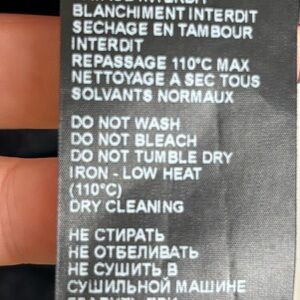 BLANCHIMENT INTERDIT
SECHAGE EN TAMBOUR
INTERDIT
REPASSAGE 110°C MAX
NETTOYAGE A SEC TOUS
SOLVANTS NORMAUX
DO NOT WASH
DO NOT BLEACH
DO NOT TUMBLE DRY
IRON - LOW HEAT
(110°C)
DRY CLEANING
НЕ СТИРАТЬ
НЕ ОТБЕЛИВАТЬ
НЕ СУШИТЬ В
СУШИЛЬНОЙ МАШИНЕ